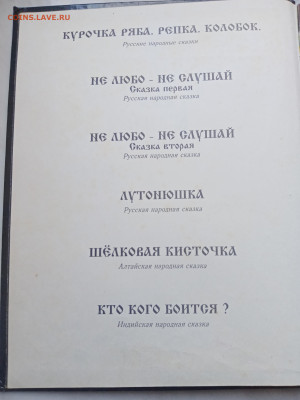 COINS.LAVE.RU
КУРОЧКА РЯБА. РЕПКА. КОЛОБОК.
Русские народные сказки
НЕ ЛЮБО - НЕ СЛУШАЙ
Сказка первая
Русская народная сказка
НЕ ЛЮБО - НЕ СЛУШАЙ
Сказка вторая
Русская народная сказка
ЛУТОНЮШКА
Русская народная сказка
ШЁЛКОВАЯ КИСТОЧКА
Алтайская народная сказка
КТО КОГО БОИТСЯ ?
Индийская народная сказка